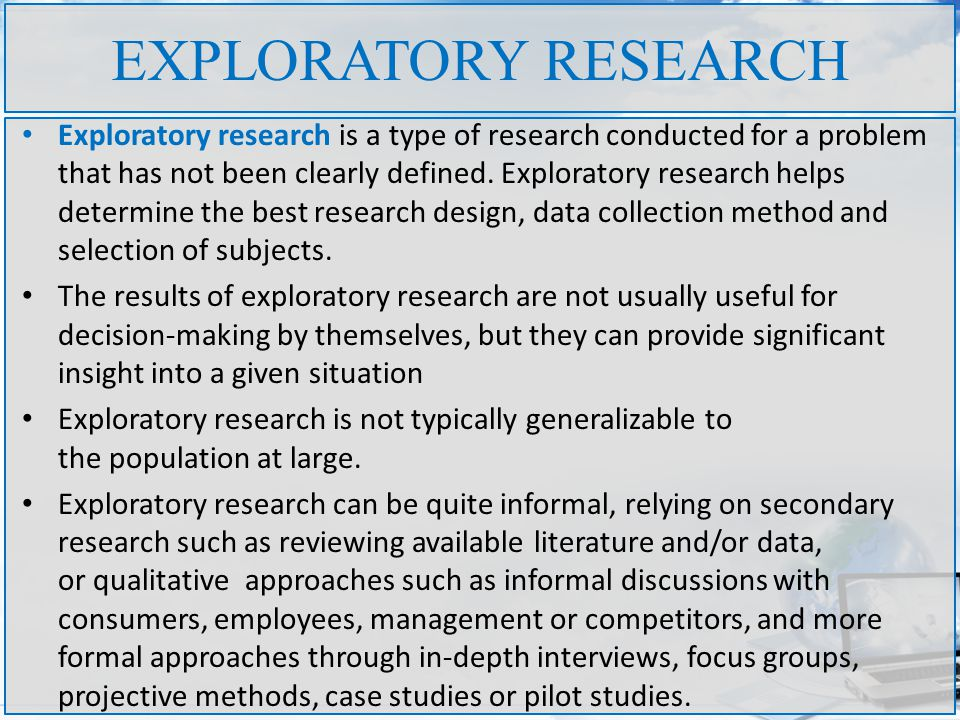 EXPLORATORY RESEARCH
• Exploratory research is a type of research conducted for a problem
that has not been clearly defined. Exploratory research helps
determine the best research design, data collection method and
selection of subjects.
• The results of exploratory research are not usually useful for
decision-making by themselves, but they can provide significant
insight into a given situation
• Exploratory research is not typically generalizable to
the population at large.
• Exploratory research can be quite informal, relying on secondary
research such as reviewing available literature and/or data,
or qualitative approaches such as informal discussions with
consumers, employees, management or competitors, and more
formal approaches through in-depth interviews, focus groups,
projective methods, case studies or pilot studies.